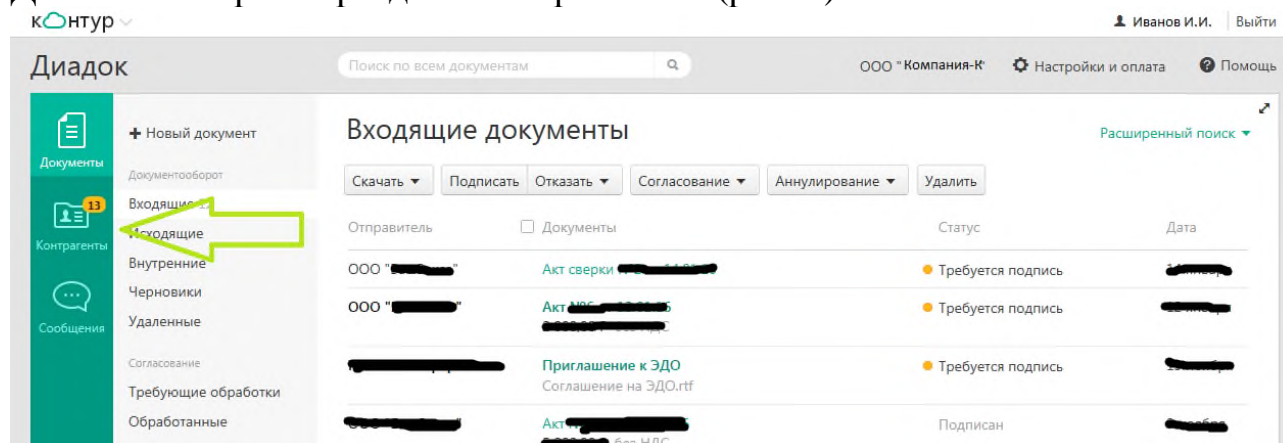 контур
Иванов И.И. Выйти
Диадок
Поиск по всем документам
ООО "Компания-К" Настройки и оплата Помощь
Документы
13
Контрагенты
Сообщения
Новый документ
Документооборот
Входящие
Исходящие
Внутренние
Черновики
Удаленные
Согласование
Требующие обработки
Обработанные
Входящие документы
Расширенный поиск
Скачать Подписать Отказать Согласование Аннулирование Удалить
Отправитель Документы Статус Дата
ООО " " Акт сверки Требуется подпись
ООО " " Акт Требуется подпись
Приглашение к ЭДО Требуется подпись
Соглашение на ЭДО.rtf
Акт Подписан
без НДС